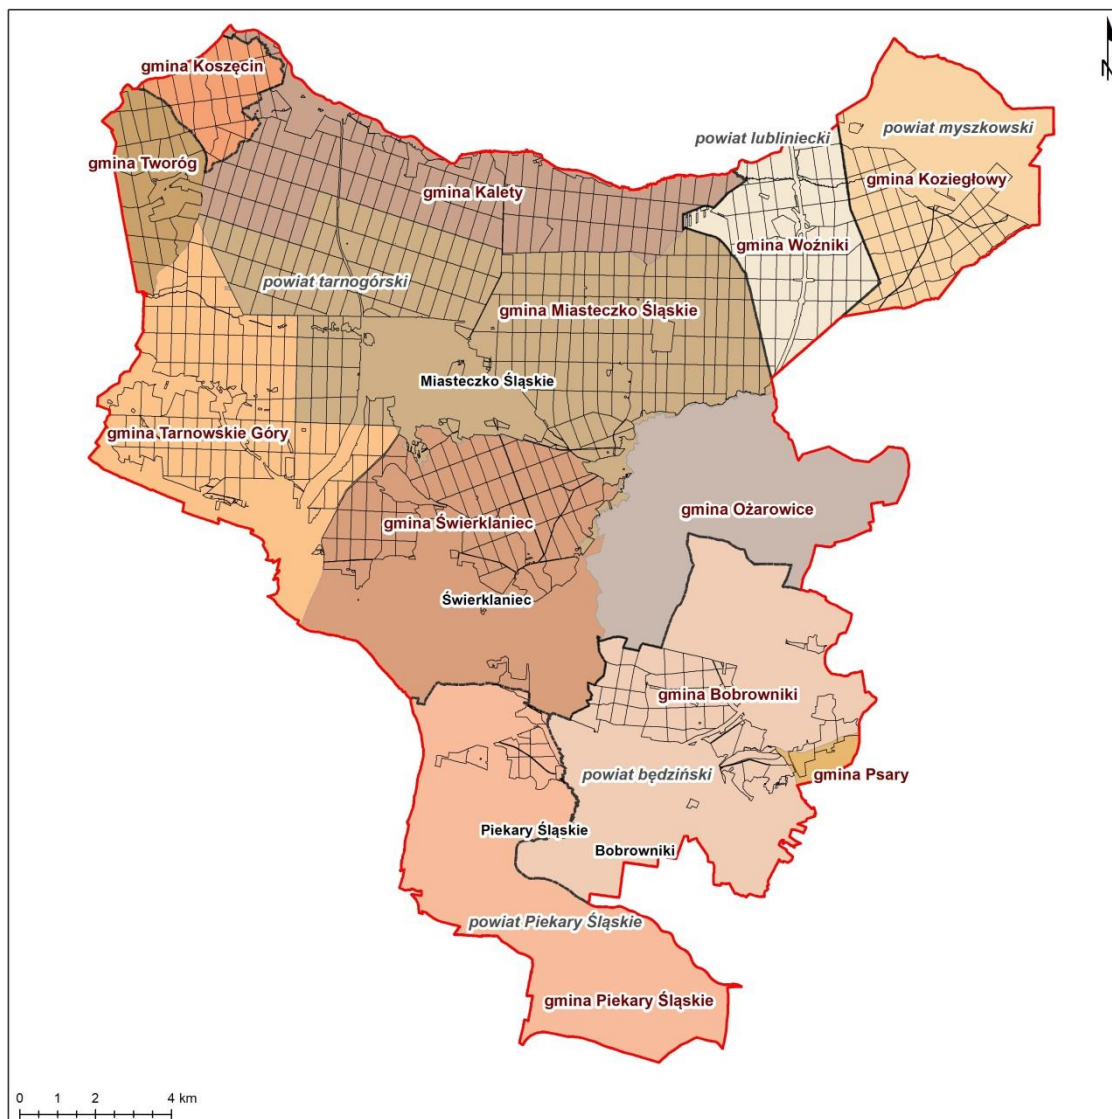 gmina Koszęcin
N
powiat myszkowski
powiat lubliniecki
gmina Tworóg
gmina Kalety
gmina Koziegłowy
gmina Woźniki
powiat tarnogórski
gmina Miasteczko Śląskie
Miasteczko Śląskie
gmina Tarnowskie Góry
gmina Ożarowice
gmina Świerklaniec
Świerklaniec
gmina Bobrowniki
powiat będziński
gmina Psary
Piekary Śląskie
Bobrowniki
powiat Piekary Śląskie
gmina Piekary Śląskie
0 1 2 4 km